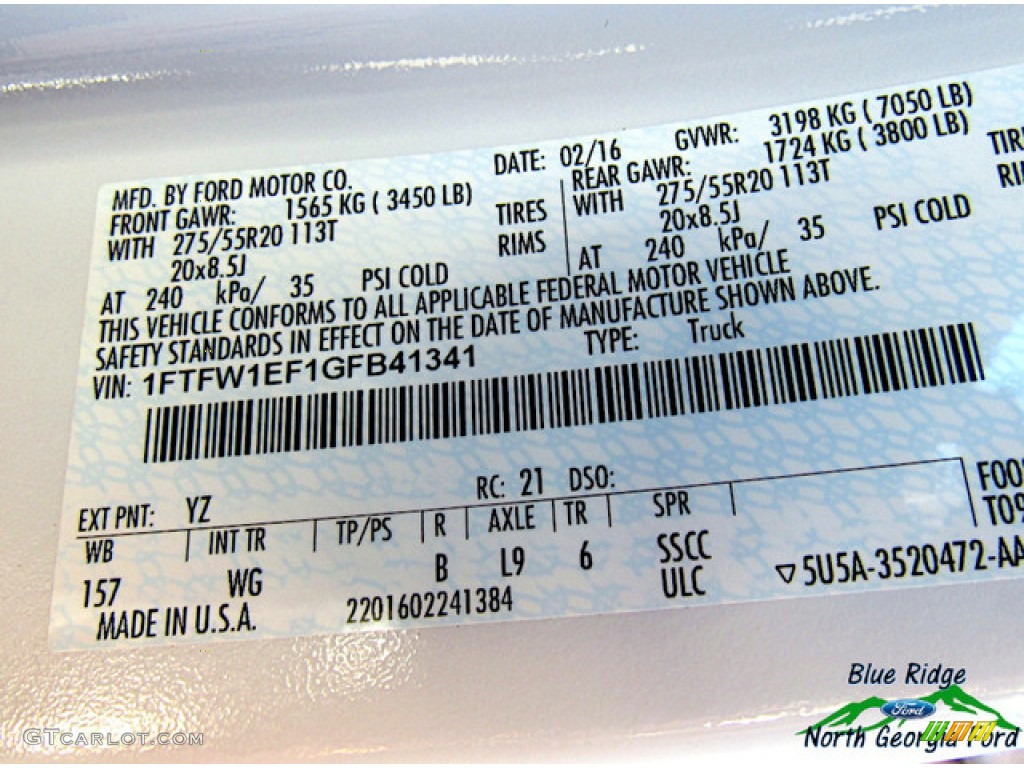 MFD. BY FORD MOTOR CO. DATE: 02/16 GVWR: 3198 KG ( 7050 LB)
FRONT GAWR: 1565 KG ( 3450 LB) REAR GAWR: 1724 KG ( 3800 LB)
WITH 275/55R20 113T TIRES WITH 275/55R20 113T
20x8.5J RIMS 20x8.5J
AT 240 kPa/ 35 PSI COLD AT 240 kPa/ 35 PSI COLD
THIS VEHICLE CONFORMS TO ALL APPLICABLE FEDERAL MOTOR VEHICLE
SAFETY STANDARDS IN EFFECT ON THE DATE OF MANUFACTURE SHOWN ABOVE.
VIN: 1FTFW1EF1GFB41341 TYPE: Truck
EXT PNT: YZ RC: 21 DSO:
WB INT TR TP/PS R AXLE TR SPR
157 WG B L9 6 SSCC
ULC
▽5U5A-3520472-AA
MADE IN U.S.A. 2201602241384
Blue Ridge
Ford
North Georgia Ford
GTCARLOT.COM